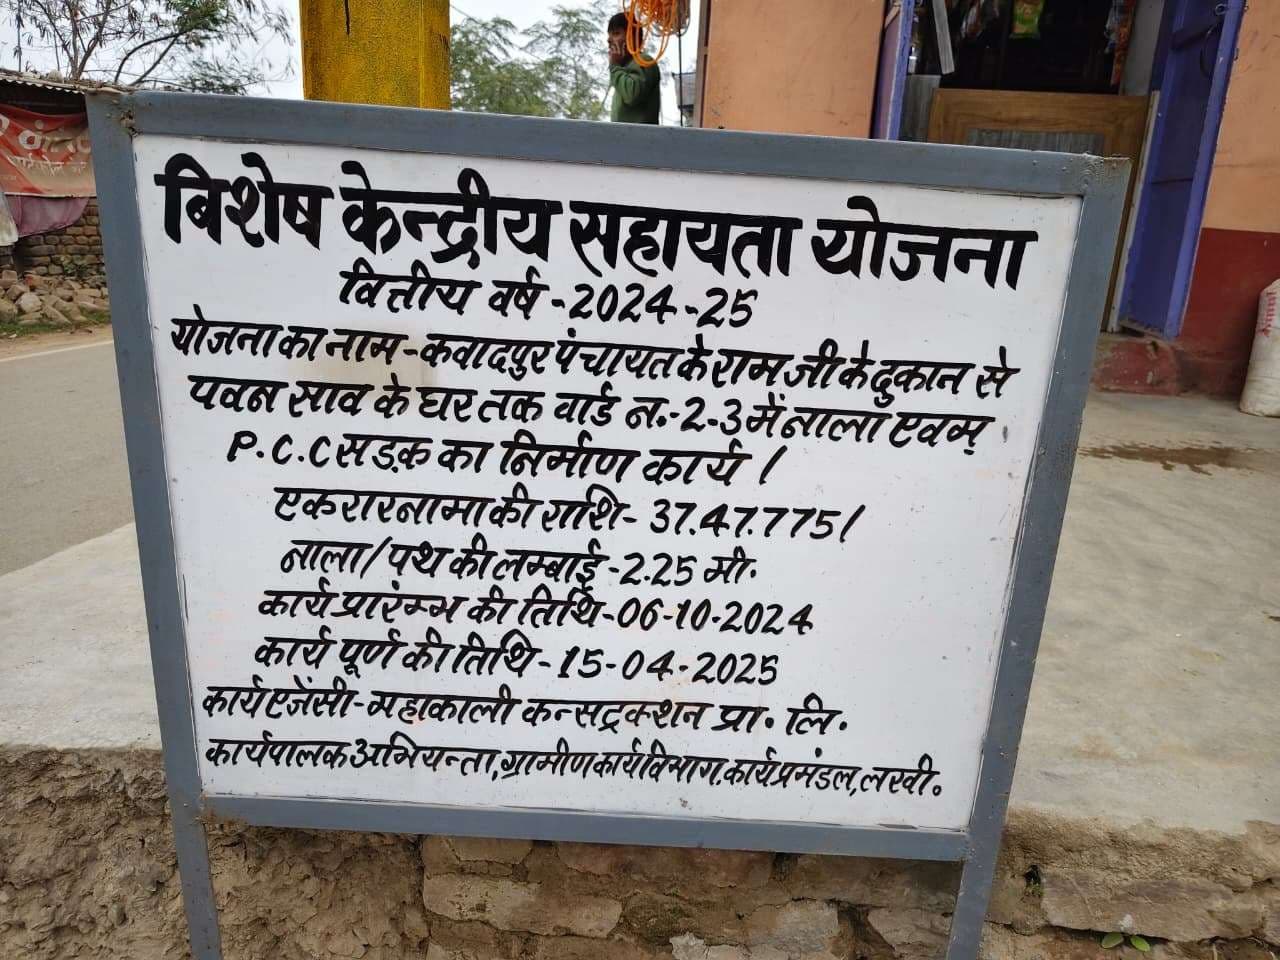 विशेष केन्द्रीय सहायता योजना
वित्तीय वर्ष -2024-25
योजना का नाम-कवादपुर पंचायत के राम जी के दुकान से
पवन साव के घर तक वार्ड न.-2-3 में नाला एवम्
P.C.C सड़क का निर्माण कार्य ।
एकरारनामा की राशि- 37.47.775/
नाला/पथ की लम्बाई-2.25 मी.
कार्य प्रारंम्भ की तिथि-06-10-2024
कार्य पूर्ण की तिथि-15-04-2025
कार्य एजेंसी-महाकाली कन्सट्रक्शन प्रा. लि.
कार्यपालक अभियन्ता, ग्रामीण कार्य विभाग, कार्य प्रमंडल, लखी.